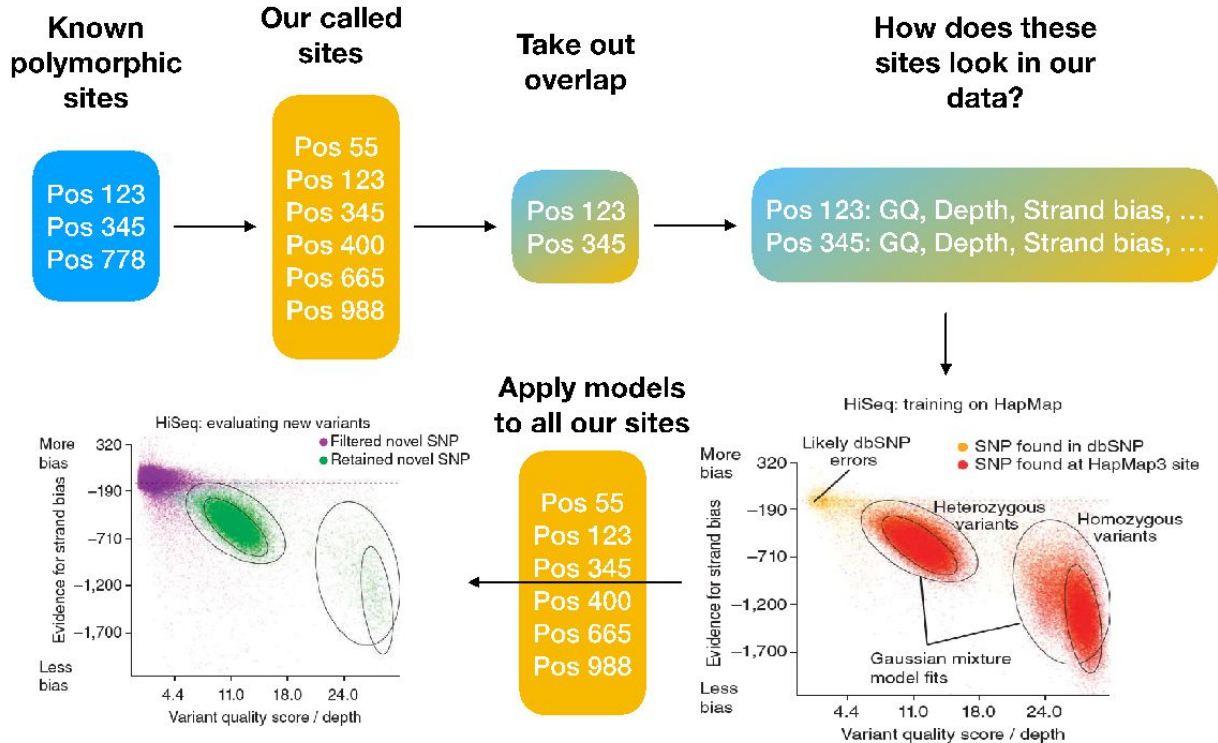 Known
polymorphic
sites
Our called
sites
Take out
overlap
How does these
sites look in our
data?
Pos 123
Pos 345
Pos 778
Pos 55
Pos 123
Pos 345
Pos 400
Pos 665
Pos 988
Pos 123
Pos 345
Pos 123: GQ, Depth, Strand bias, ...
Pos 345: GQ, Depth, Strand bias, ...
HiSeq: training on HapMap
Likely dbSNP
errors
SNP found in dbSNP
SNP found at HapMap3 site
More
bias
320
−190
−710
−1,200
−1,700
Less
bias
Evidence for strand bias
Heterozygous
variants
Homozygous
variants
Gaussian mixture
model fits
4.4 11.0 18.0 24.0
Variant quality score / depth
Apply models
to all our sites
Pos 55
Pos 123
Pos 345
Pos 400
Pos 665
Pos 988
HiSeq: evaluating new variants
Filtered novel SNP
Retained novel SNP
More
bias
320
−190
−710
−1,200
−1,700
Less
bias
Evidence for strand bias
4.4 11.0 18.0 24.0
Variant quality score / depth